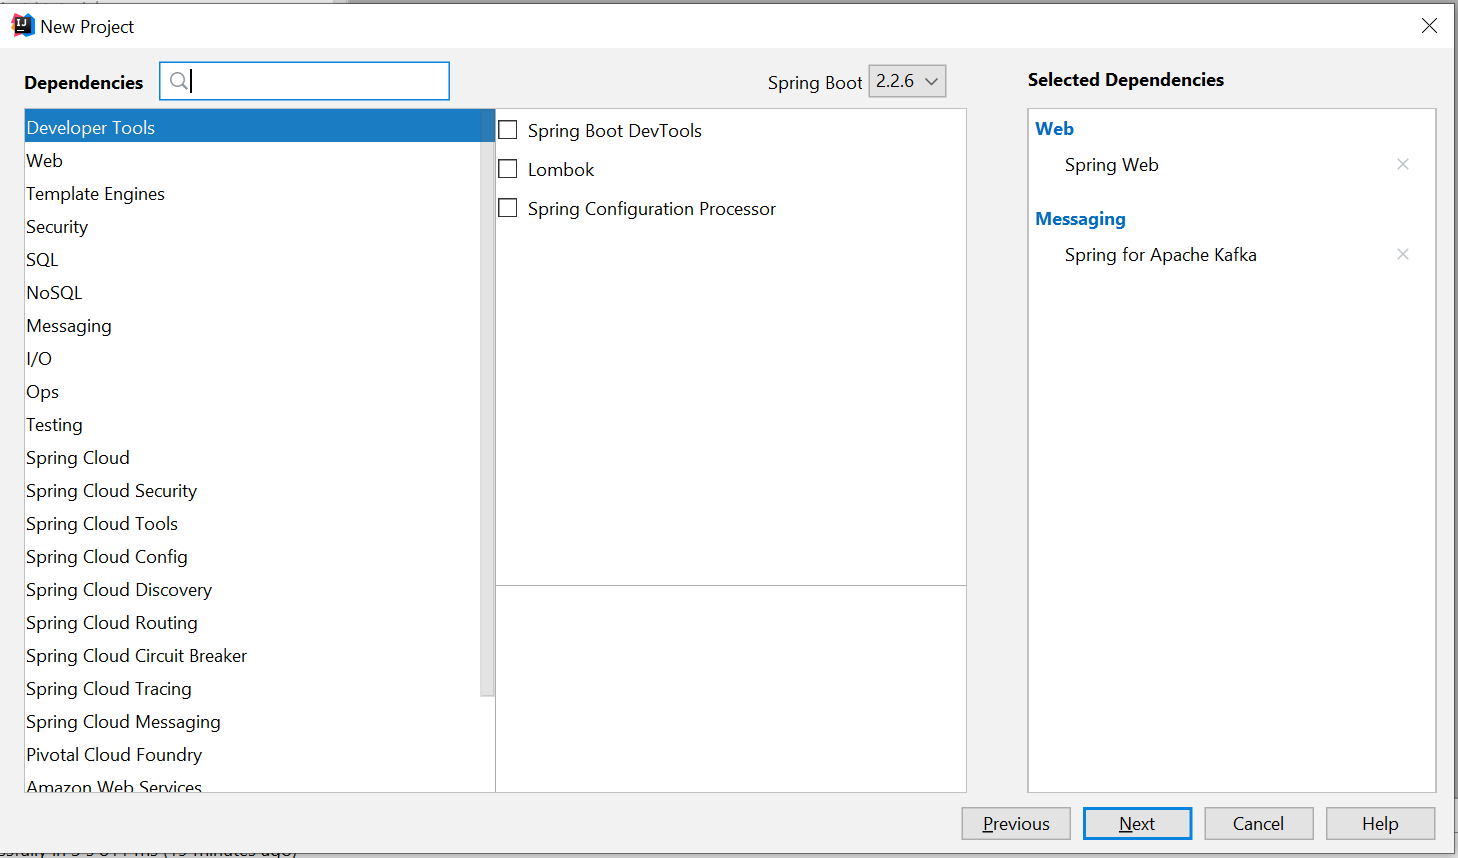 New Project
Dependencies
Spring Boot 2.2.6
Selected Dependencies
Developer Tools
Web
Template Engines
Security
SQL
NoSQL
Messaging
I/O
Ops
Testing
Spring Cloud
Spring Cloud Security
Spring Cloud Tools
Spring Cloud Config
Spring Cloud Discovery
Spring Cloud Routing
Spring Cloud Circuit Breaker
Spring Cloud Tracing
Spring Cloud Messaging
Pivotal Cloud Foundry
Amazon Web Services
Spring Boot DevTools
Lombok
Spring Configuration Processor
Web
Spring Web
Messaging
Spring for Apache Kafka
Previous
Next
Cancel
Help